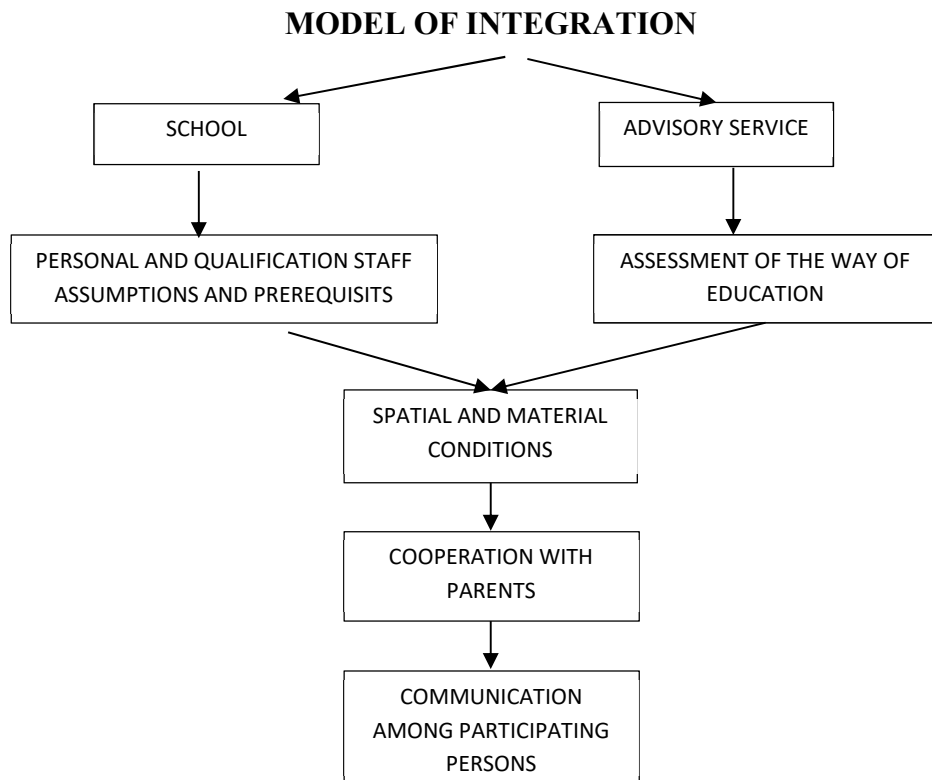 MODEL OF INTEGRATION
SCHOOL
ADVISORY SERVICE
PERSONAL AND QUALIFICATION STAFF
ASSUMPTIONS AND PREREQUISITS
ASSESSMENT OF THE WAY OF
EDUCATION
SPATIAL AND MATERIAL
CONDITIONS
COOPERATION WITH
PARENTS
COMMUNICATION
AMONG PARTICIPATING
PERSONS